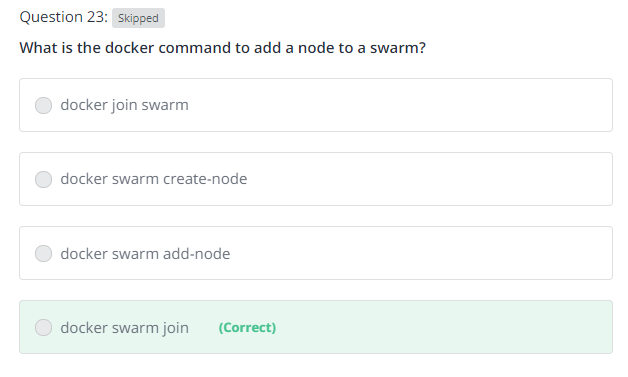 Question 23: Skipped
What is the docker command to add a node to a swarm?
docker join swarm
docker swarm create-node
docker swarm add-node
docker swarm join (Correct)